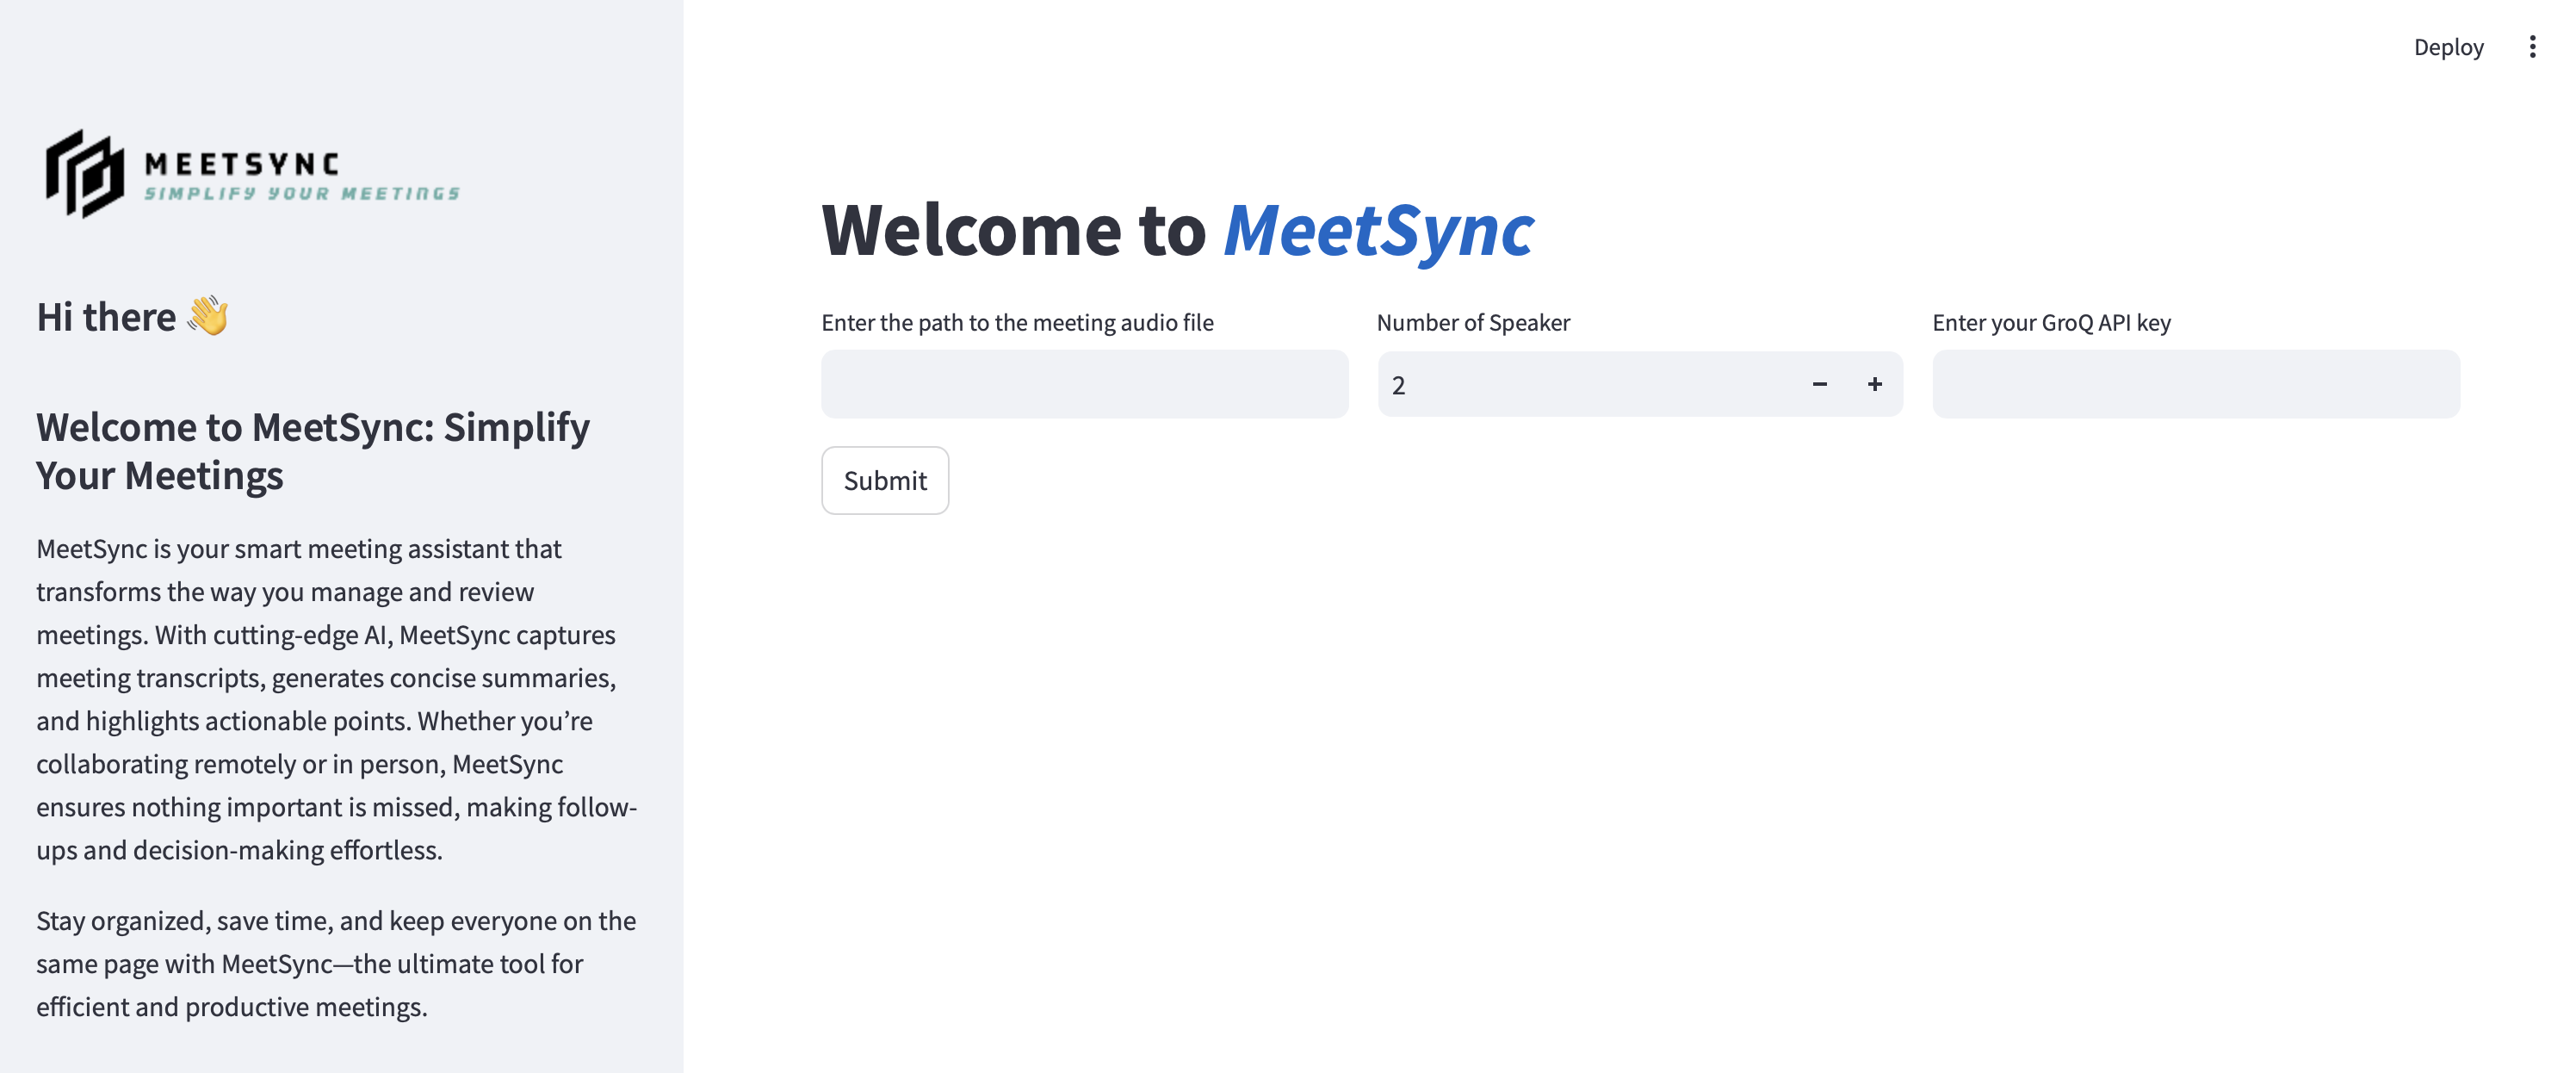 MEETSYNC
SIMPLIFY YOUR MEETINGS
Hi there 👋
Welcome to MeetSync: Simplify
Your Meetings
MeetSync is your smart meeting assistant that
transforms the way you manage and review
meetings. With cutting-edge AI, MeetSync captures
meeting transcripts, generates concise summaries,
and highlights actionable points. Whether you’re
collaborating remotely or in person, MeetSync
ensures nothing important is missed, making follow-
ups and decision-making effortless.
Stay organized, save time, and keep everyone on the
same page with MeetSync—the ultimate tool for
efficient and productive meetings.
Deploy
Welcome to MeetSync
Enter the path to the meeting audio file
Number of Speaker
2
Enter your GroQ API key
Submit